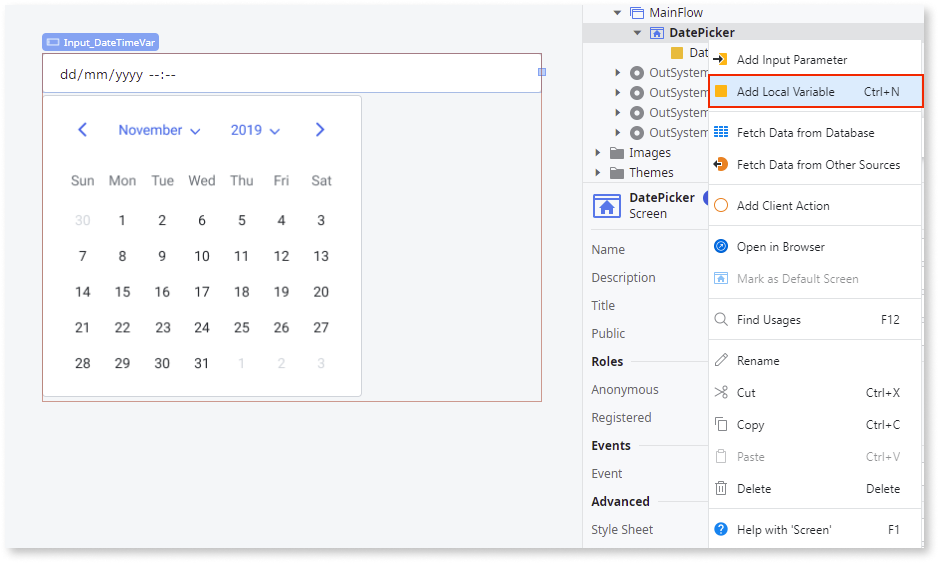 Input_DateTimeVar
dd/mm/yyyy --:--
November 2019
Sun Mon Tue Wed Thu Fri Sat
30 1 2 6 5 4 3
7 8 9 10 11 12 13
14 15 16 17 18 19 20
21 22 23 24 25 26 27
28 29 30 31 1 2 3
MainFlow
DatePicker
Dat
OutSystem
OutSystem
OutSystem
OutSystem
Images
Themes
DatePicker
Screen
Name
Description
Title
Public
Roles
Anonymous
Registered
Events
Event
Advanced
Style Sheet
Add Input Parameter
Add Local Variable Ctrl+N
Fetch Data from Database
Fetch Data from Other Sources
Add Client Action
Open in Browser
Mark as Default Screen
Find Usages F12
Rename
Cut Ctrl+X
Copy Ctrl+C
Paste Ctrl+V
Delete Delete
Help with 'Screen' F1